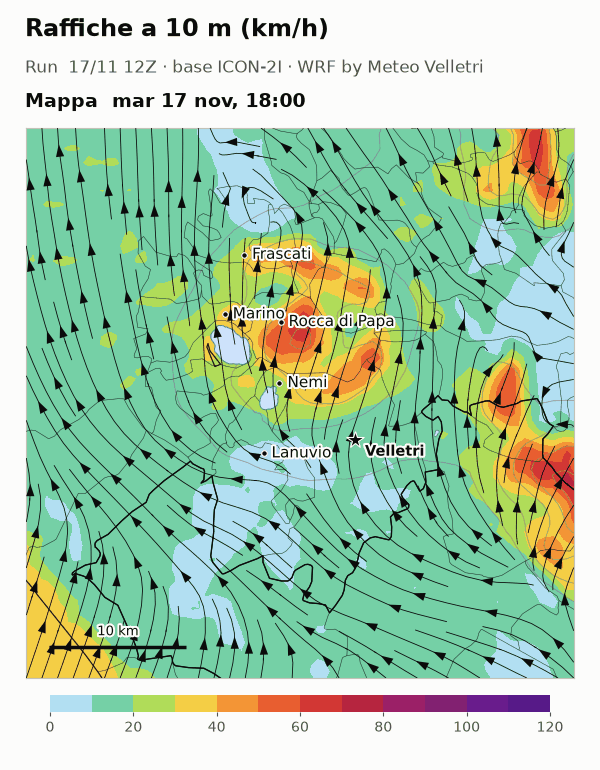 Raffiche a 10 m (km/h)
Run 17/11 12Z · base ICON-2I · WRF by Meteo Velletri
Mappa mar 17 nov, 18:00
Frascati
Marino
Rocca di Papa
Nemi
Velletri
Lanuvio
10 km
0 20 40 60 80 100 120